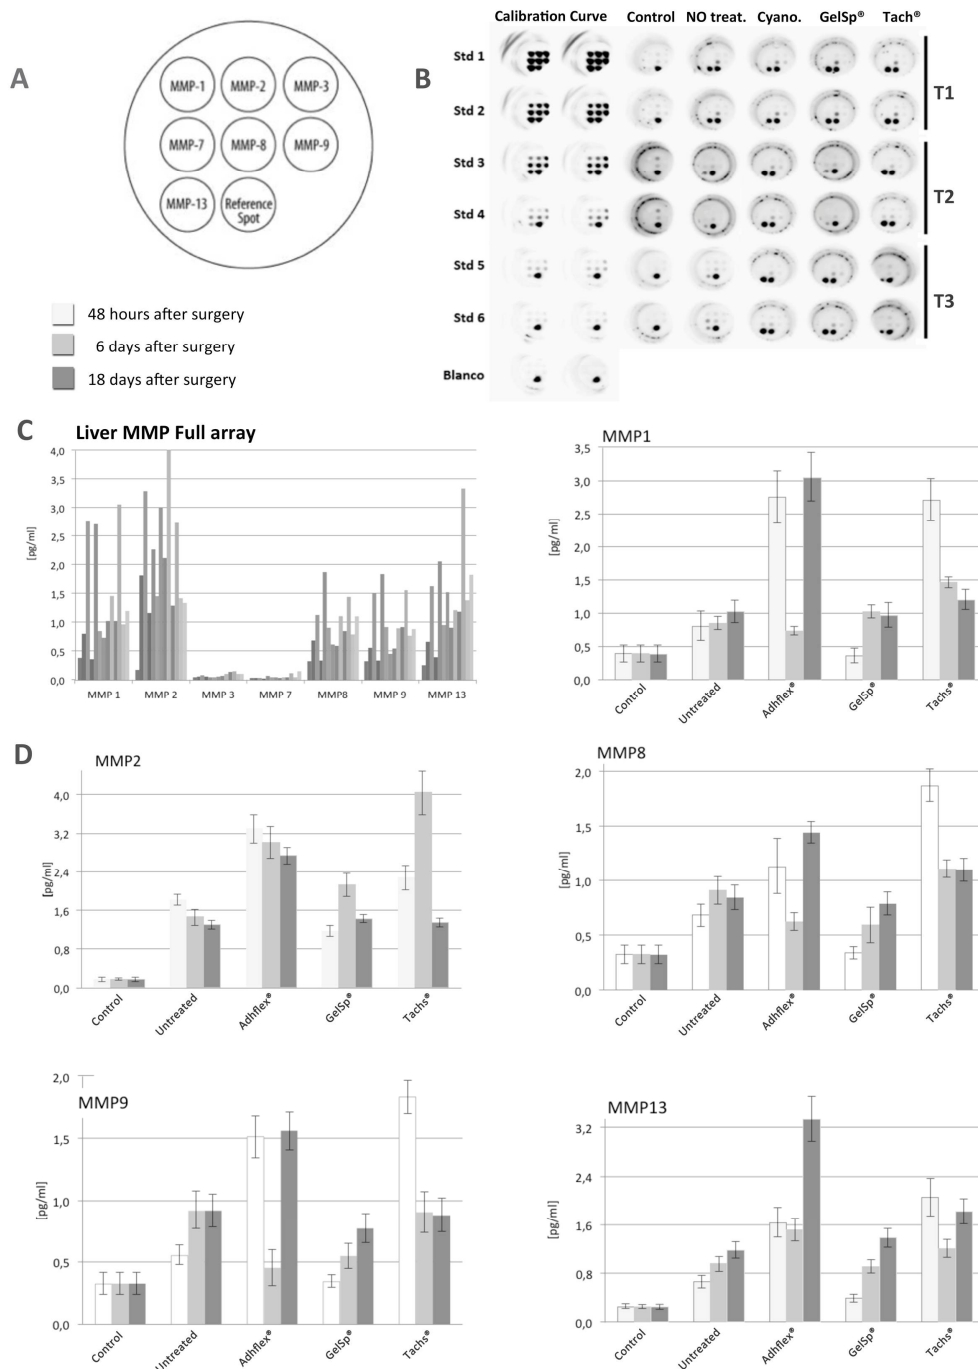 A
MMP-1 MMP-2 MMP-3
MMP-7 MMP-8 MMP-9
MMP-13 Reference
Spot
48 hours after surgery
6 days after surgery
18 days after surgery
B
Calibration Curve Control NO treat. Cyano. GelSp® Tach®
Std 1
T1
Std 2
Std 3
T2
Std 4
Std 5
T3
Std 6
Blanco
C
Liver MMP Full array
4,0
3,5
3,0
2,5
2,0
1,5
1,0
0,5
0,0
[pg/ml]
MMP 1 MMP 2 MMP 3 MMP 7 MMP8 MMP 9 MMP 13
MMP1
3,5
3,0
2,5
2,0
1,5
1,0
0,5
0,0
[pg/ml]
Control Untreated Adhflex® GelSp® Tachs®
D
MMP2
4,0
3,2
2,4
1,6
0,8
0,0
[pg/ml]
Control Untreated Adhflex® GelSp® Tachs®
MMP8
2,0
1,5
1,0
0,5
0,0
[pg/ml]
Control Untreated Adhflex® GelSp® Tachs®
MMP9
2,0
1,5
1,0
0,5
0,0
[pg/ml]
Control Untreated Adhflex® GelSp® Tachs®
MMP13
3,2
2,4
1,6
0,8
0,0
[pg/ml]
Control Untreated Adhflex® GelSp® Tachs®